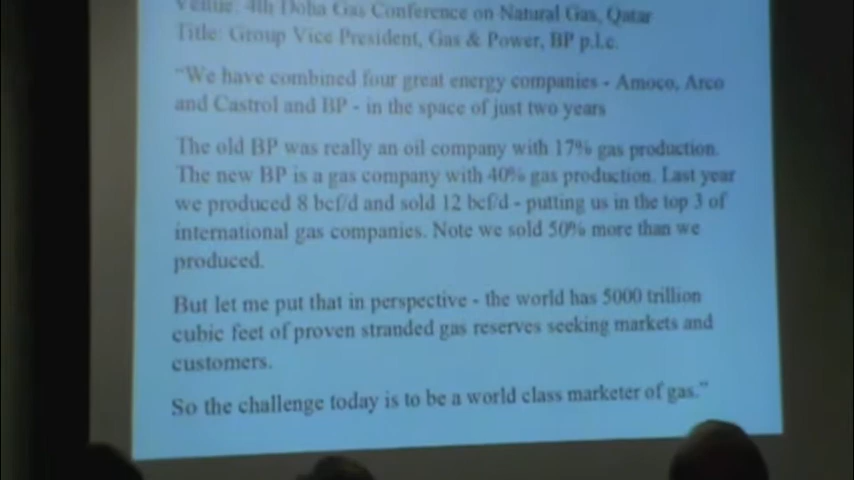 Venue: 4th Doha Gas Conference on Natural Gas, Qatar
Title: Group Vice President, Gas & Power, BP p.l.c.
“We have combined four great energy companies - Amoco, Arco
and Castrol and BP - in the space of just two years
The old BP was really an oil company with 17% gas production.
The new BP is a gas company with 40% gas production. Last year
we produced 8 bcf/d and sold 12 bcf/d - putting us in the top 3 of
international gas companies. Note we sold 50% more than we
produced.
But let me put that in perspective - the world has 5000 trillion
cubic feet of proven stranded gas reserves seeking markets and
customers.
So the challenge today is to be a world class marketer of gas.”